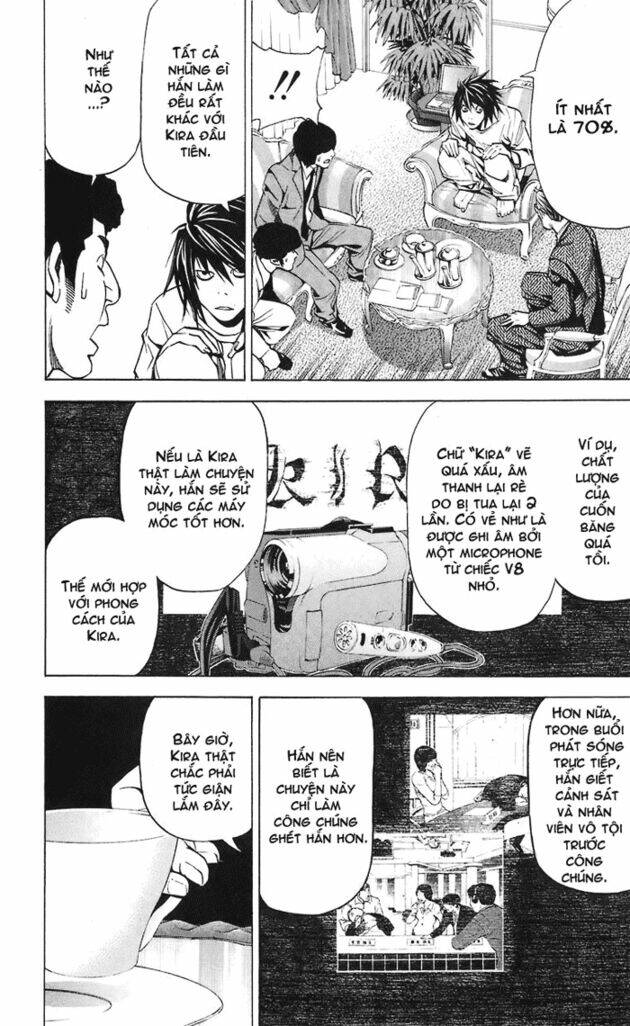 ÍT NHẤT
LÀ 70%.
!!
TẤT CẢ
NHỮNG GÌ
HẮN LÀM
ĐỀU RẤT
KHÁC VỚI
KIRA ĐẦU
TIÊN.
NHƯ
THẾ
NÀO
...?
VÍ DỤ,
CHẤT
LƯỢNG
CỦA
CUỐN
BĂNG
QUÁ
TỒI.
CHỮ "KIRA" VẼ
QUÁ XẤU, ÂM
THANH LẠI RÈ
DO BỊ TUA LẠI 2
LẦN. CÓ VẺ NHƯ LÀ
ĐƯỢC GHI ÂM BỞI
MỘT MICROPHONE
TỪ CHIẾC V8
NHỎ.
KIR
NẾU LÀ KIRA
THẬT LÀM CHUYỆN
NÀY, HẮN SẼ SỬ
DỤNG CÁC MÁY
MÓC TỐT HƠN.
THẾ MỚI HỢP
VỚI PHONG
CÁCH CỦA
KIRA.
HƠN NỮA,
TRONG BUỔI
PHÁT SÓNG
TRỰC TIẾP,
HẮN GIẾT
CẢNH SÁT
VÀ NHÂN
VIÊN VÔ TỘI
TRƯỚC
CÔNG
CHÚNG.
HẮN NÊN
BIẾT LÀ
CHUYỆN NÀY
CHỈ LÀM
CÔNG CHÚNG
GHÉT HẮN HƠN.
BÂY GIỜ,
KIRA THẬT
CHẮC PHẢI
TỨC GIẬN
LẮM ĐÂY.